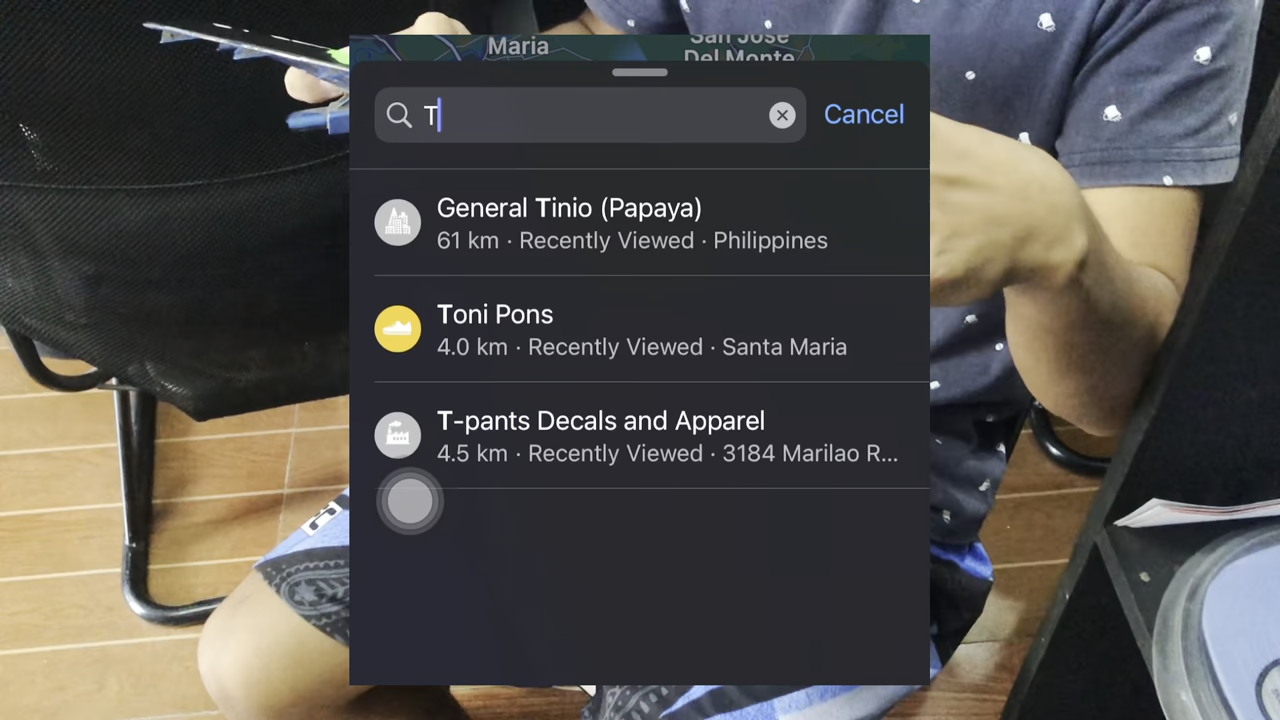 Maria
San Jose
Del Monte
T
Cancel
General Tinio (Papaya)
61 km · Recently Viewed · Philippines
Toni Pons
4.0 km · Recently Viewed · Santa Maria
T-pants Decals and Apparel
4.5 km · Recently Viewed · 3184 Marilao R...